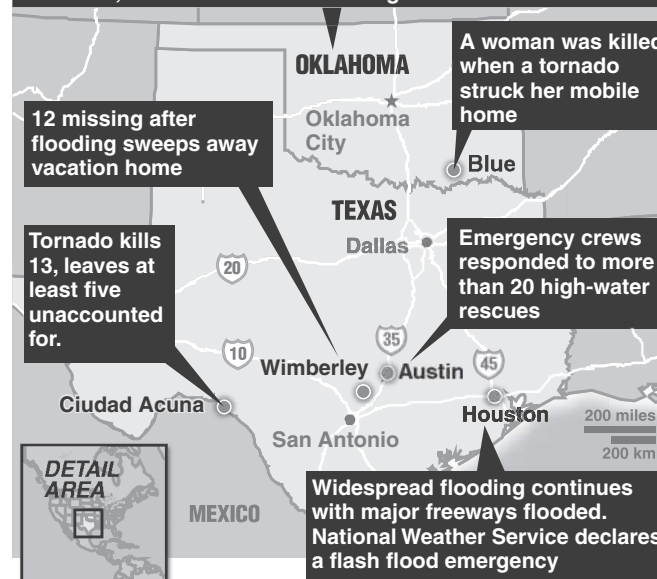 OKLAHOMA
A woman was killed
when a tornado
struck her mobile
home
12 missing after
flooding sweeps away
vacation home
Oklahoma
City
Blue
TEXAS
Tornado kills
13, leaves at
least five
unaccounted
for.
Dallas
Emergency crews
responded to more
than 20 high-water
rescues
20
35
10
45
Wimberley
Austin
Ciudad Acuna
Houston
San Antonio
200 miles
200 km
DETAIL
AREA
MEXICO
Widespread flooding continues
with major freeways flooded.
National Weather Service declares
a flash flood emergency